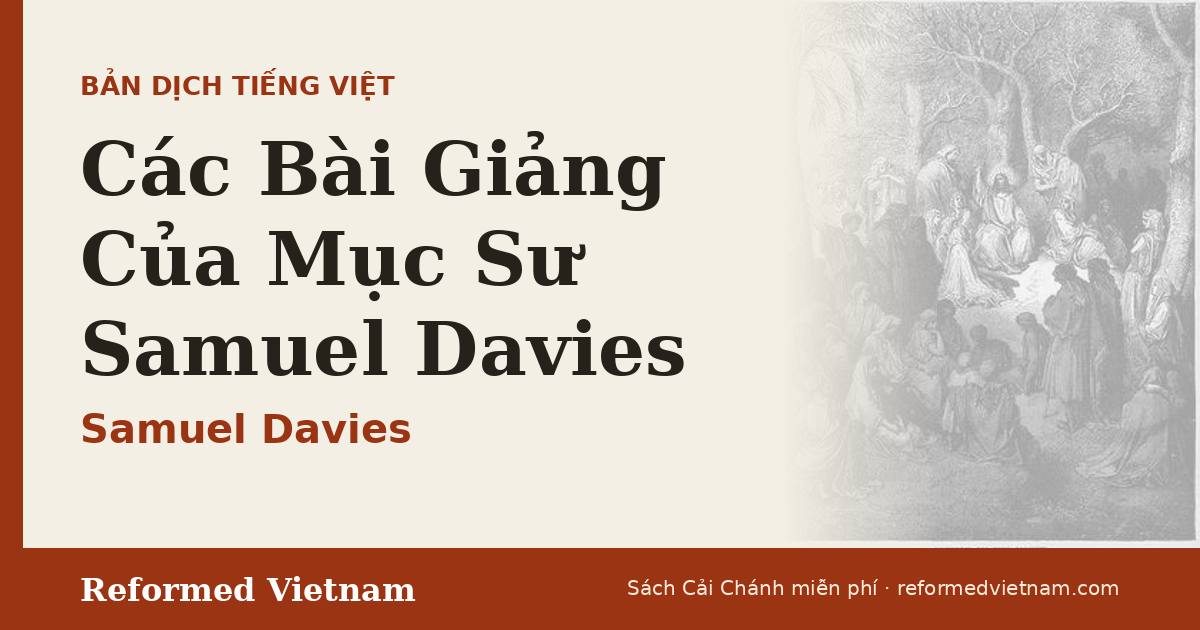 BẢN DỊCH TIẾNG VIỆT
Các Bài Giảng
Của Mục Sư
Samuel Davies
Samuel Davies
Reformed Vietnam
Sách Cải Chánh miễn phí · reformedvietnam.com